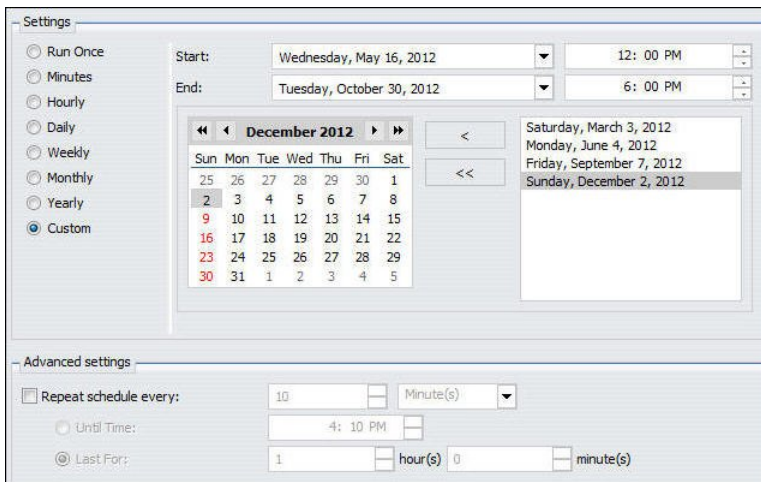 Settings
Run Once
Minutes
Hourly
Daily
Weekly
Monthly
Yearly
Custom
Start: Wednesday, May 16, 2012 12: 00 PM
End: Tuesday, October 30, 2012 6: 00 PM
December 2012
Sun Mon Tue Wed Thu Fri Sat
25 26 27 28 29 30 1
2 3 4 5 6 7 8
9 10 11 12 13 14 15
16 17 18 19 20 21 22
23 24 25 26 27 28 29
30 31 1 2 3 4 5
<
<<
Saturday, March 3, 2012
Monday, June 4, 2012
Friday, September 7, 2012
Sunday, December 2, 2012
Advanced settings
Repeat schedule every: 10 Minute(s)
Until Time: 4: 10 PM
Last For: 1 hour(s) 0 minute(s)